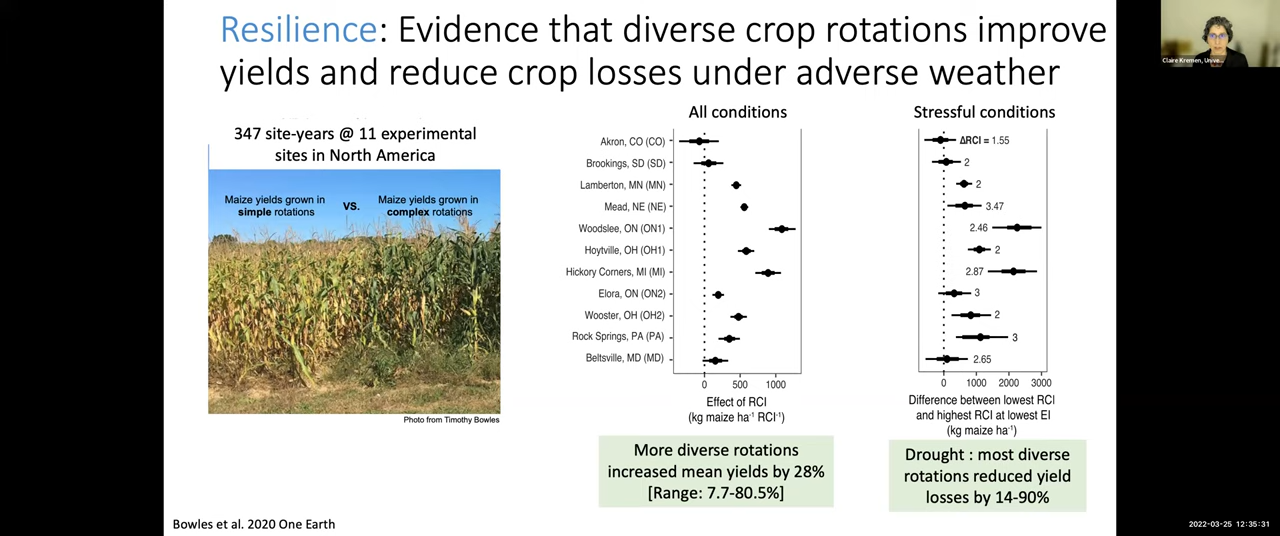 Resilience: Evidence that diverse crop rotations improve
yields and reduce crop losses under adverse weather
Claire Kremen, Unive...
347 site-years @ 11 experimental
sites in North America
Maize yields grown in
simple rotations
vs.
Maize yields grown in
complex rotations
Photo from Timothy Bowles
All conditions
Akron, CO (CO)
Brookings, SD (SD)
Lamberton, MN (MN)
Mead, NE (NE)
Woodslee, ON (ON1)
Hoytville, OH (OH1)
Hickory Corners, MI (MI)
Elora, ON (ON2)
Wooster, OH (OH2)
Rock Springs, PA (PA)
Beltsville, MD (MD)
0 500 1000
Effect of RCI
(kg maize ha⁻¹ RCI⁻¹)
More diverse rotations
increased mean yields by 28%
[Range: 7.7-80.5%]
Stressful conditions
ΔRCI = 1.55
2
2
3.47
2.46
2
2.87
3
2
3
2.65
0 1000 2000 3000
Difference between lowest RCI
and highest RCI at lowest EI
(kg maize ha⁻¹)
Drought : most diverse
rotations reduced yield
losses by 14-90%
Bowles et al. 2020 One Earth
2022-03-25 12:35:31